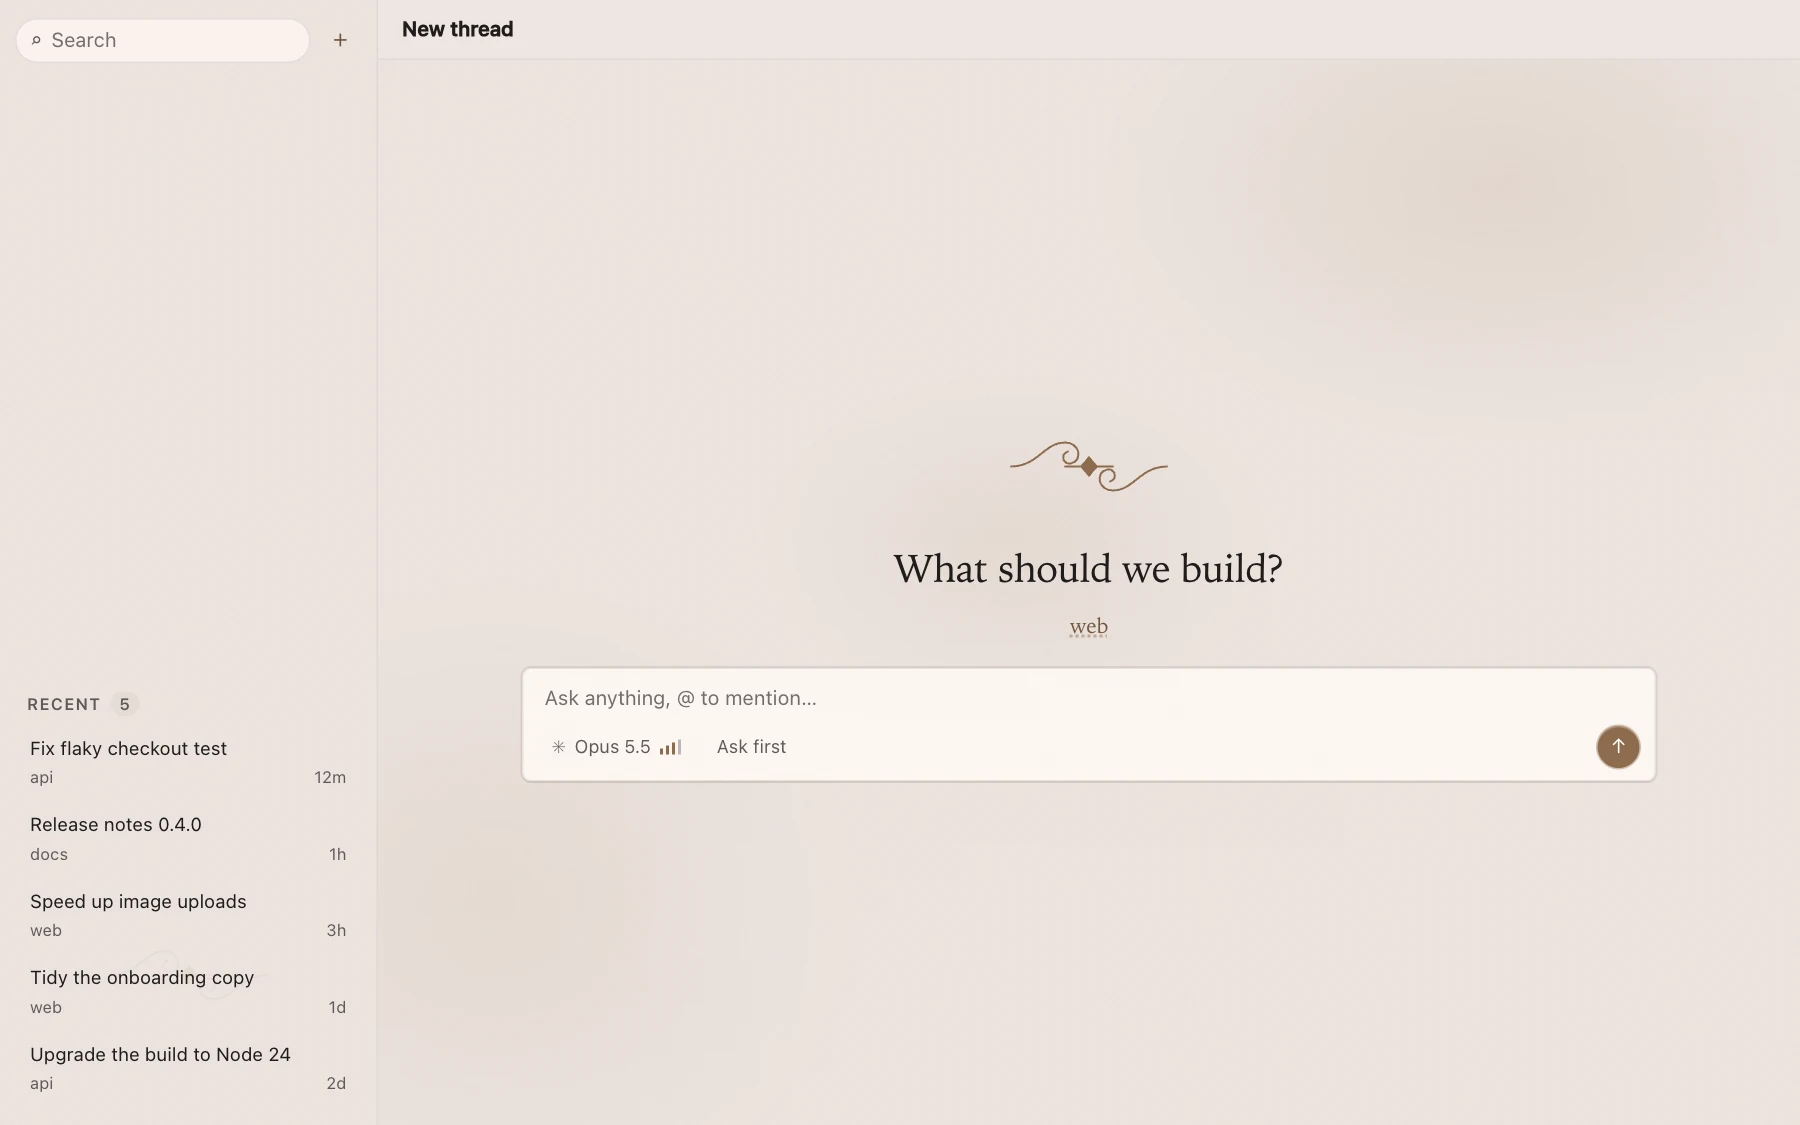 Search
+
New thread
What should we build?
web
Ask anything, @ to mention...
Opus 5.5
Ask first
RECENT 5
Fix flaky checkout test
api 12m
Release notes 0.4.0
docs 1h
Speed up image uploads
web 3h
Tidy the onboarding copy
web 1d
Upgrade the build to Node 24
api 2d